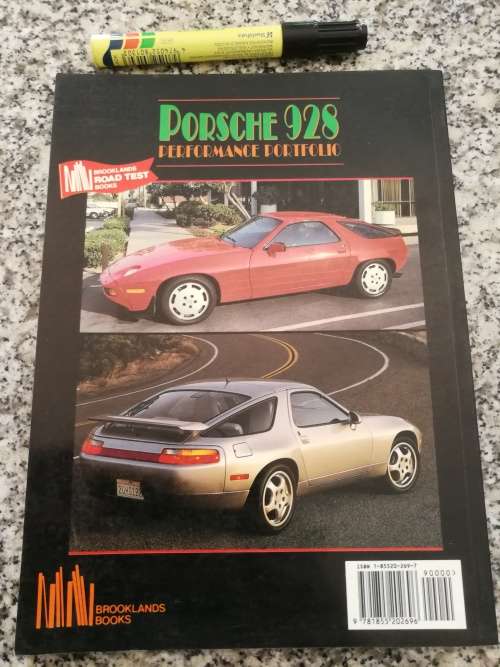 Staedtler
PORSCHE 928
PERFORMANCE PORTFOLIO
BROOKLANDS
ROAD TEST
BOOKS
BROOKLANDS
BOOKS
ISBN 1-85520-269-7
90000>
9 781855 202696